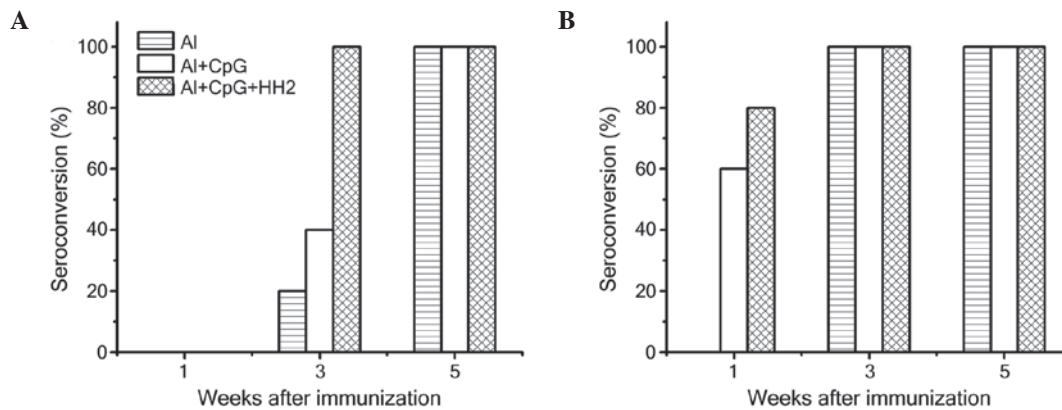 A
Al
Al+CpG
Al+CpG+HH2
100
80
60
40
20
0
Seroconversion (%)
1 3 5
Weeks after immunization
B
100
80
60
40
20
0
Seroconversion (%)
1 3 5
Weeks after immunization